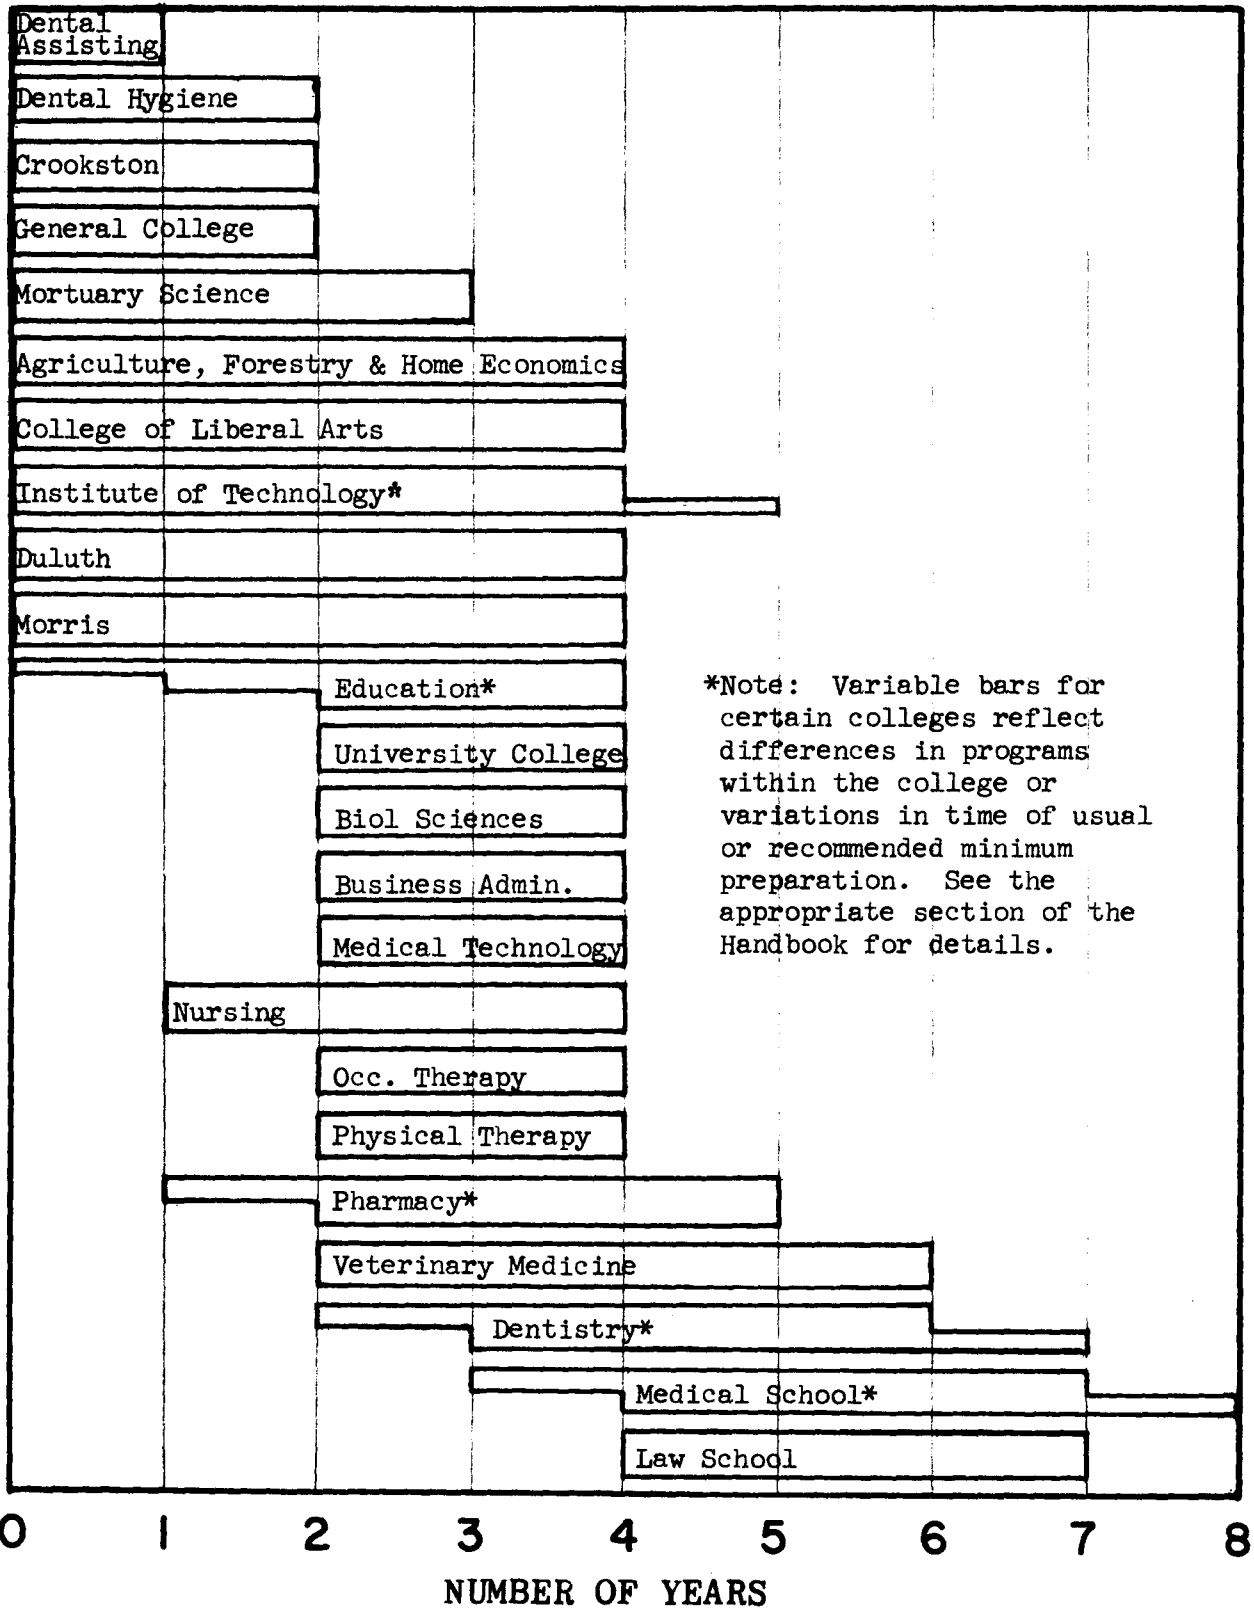 Dental
Assisting
Dental Hygiene
Crookston
General College
Mortuary Science
Agriculture, Forestry & Home Economics
College of Liberal Arts
Institute of Technology*
Duluth
Morris
Education*
University College
Biol Sciences
Business Admin.
Medical Technology
*Note: Variable bars for
certain colleges reflect
differences in programs
within the college or
variations in time of usual
or recommended minimum
preparation. See the
appropriate section of the
Handbook for details.
Nursing
Occ. Therapy
Physical Therapy
Pharmacy*
Veterinary Medicine
Dentistry*
Medical School*
Law School
0 1 2 3 4 5 6 7 8
NUMBER OF YEARS